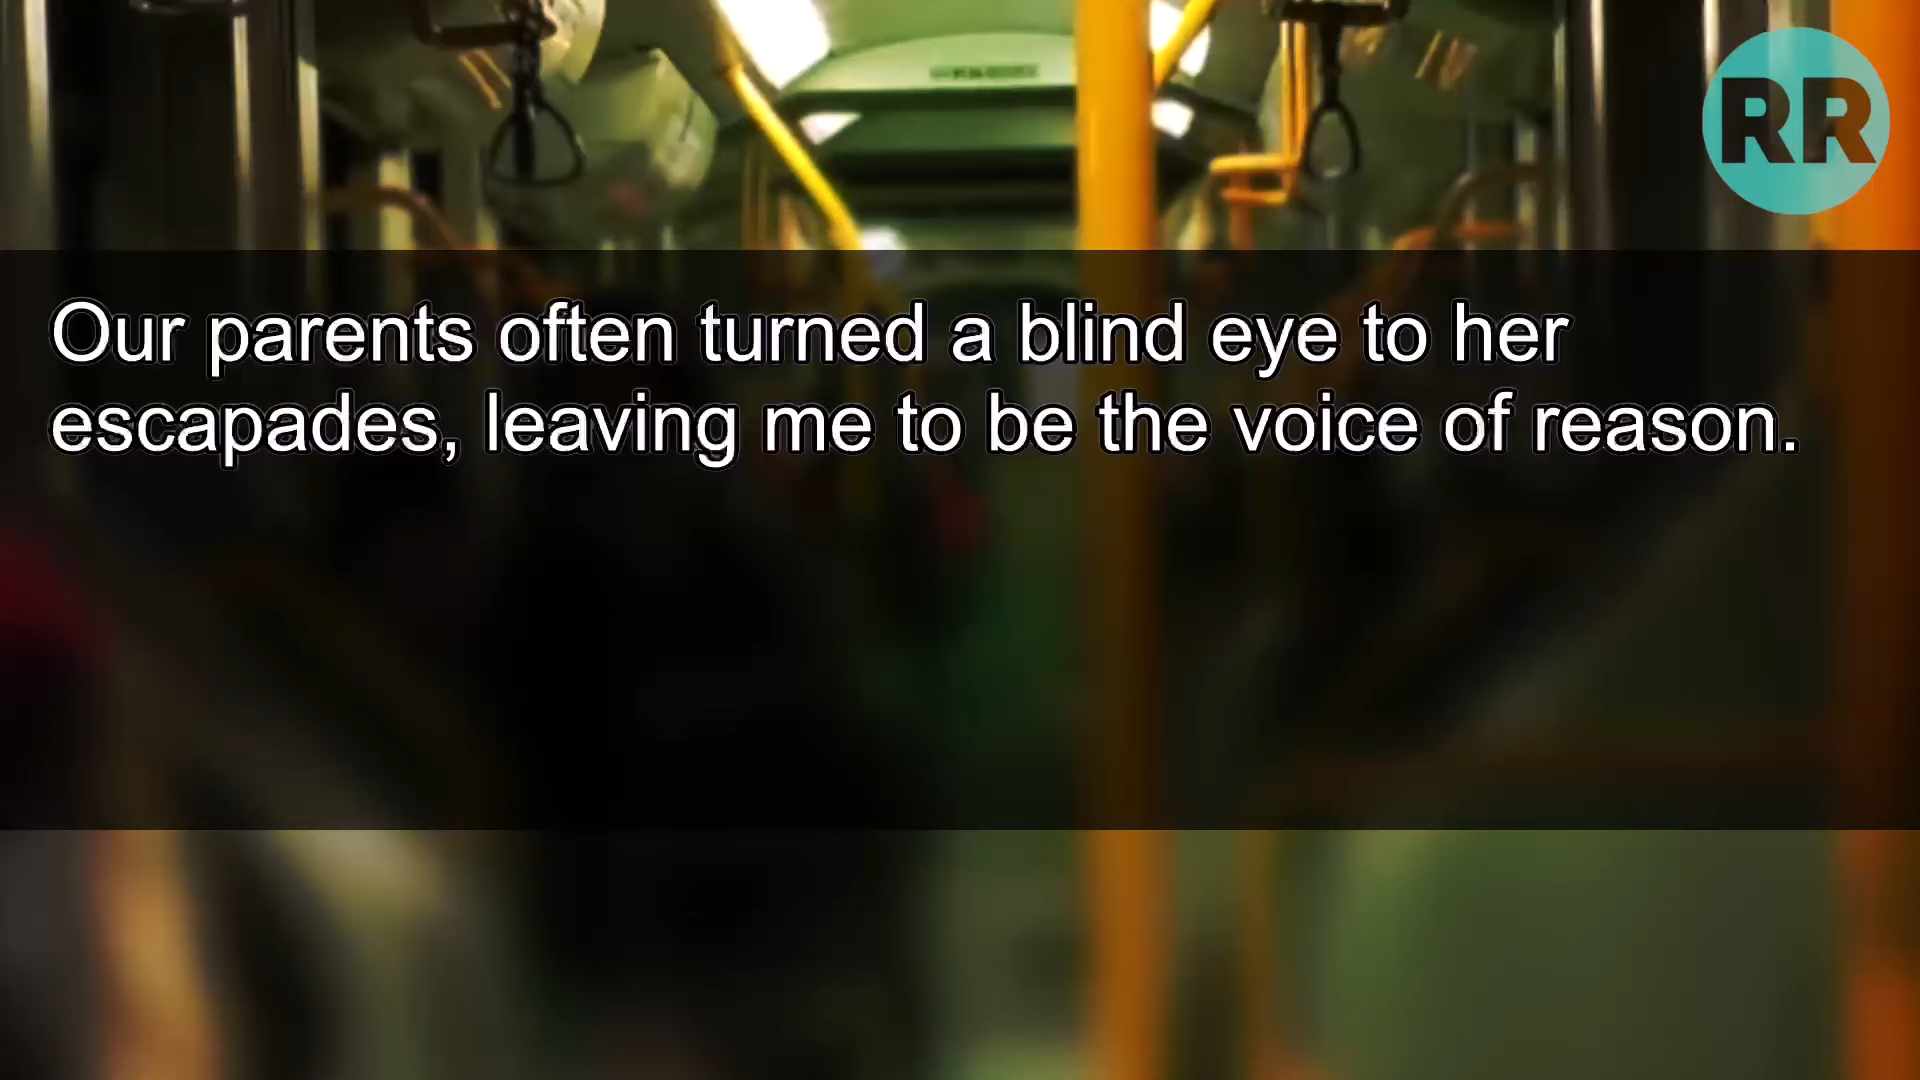 RR
Our parents often turned a blind eye to her
escapades, leaving me to be the voice of reason.